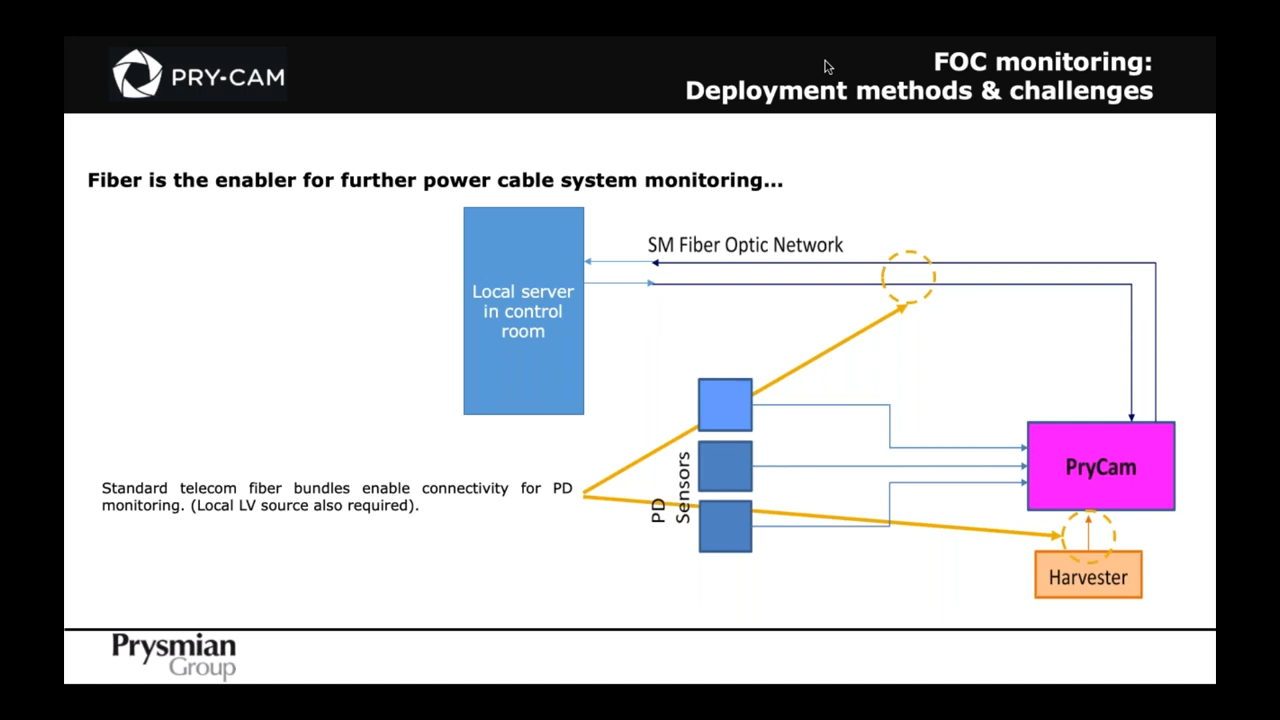 PRY-CAM
FOC monitoring:
Deployment methods & challenges
Fiber is the enabler for further power cable system monitoring...
SM Fiber Optic Network
Local server
in control
room
PD
Sensors
PryCam
Standard telecom fiber bundles enable connectivity for PD
monitoring. (Local LV source also required).
Harvester
Prysmian
Group